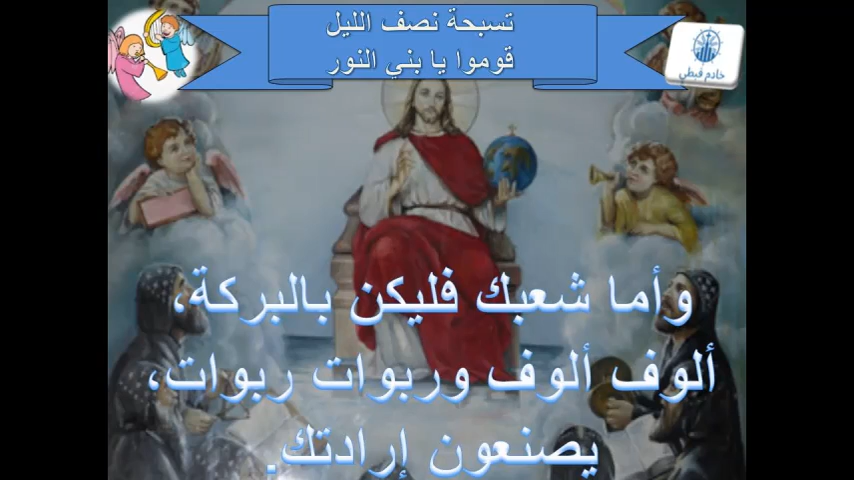 تسبحة نصف الليل
قوموا يا بني النور
خادم قبطي
وأما شعبك فليكن بالبركة،
ألوف ألوف وربوات ربوات،
يصنعون إرادتك.